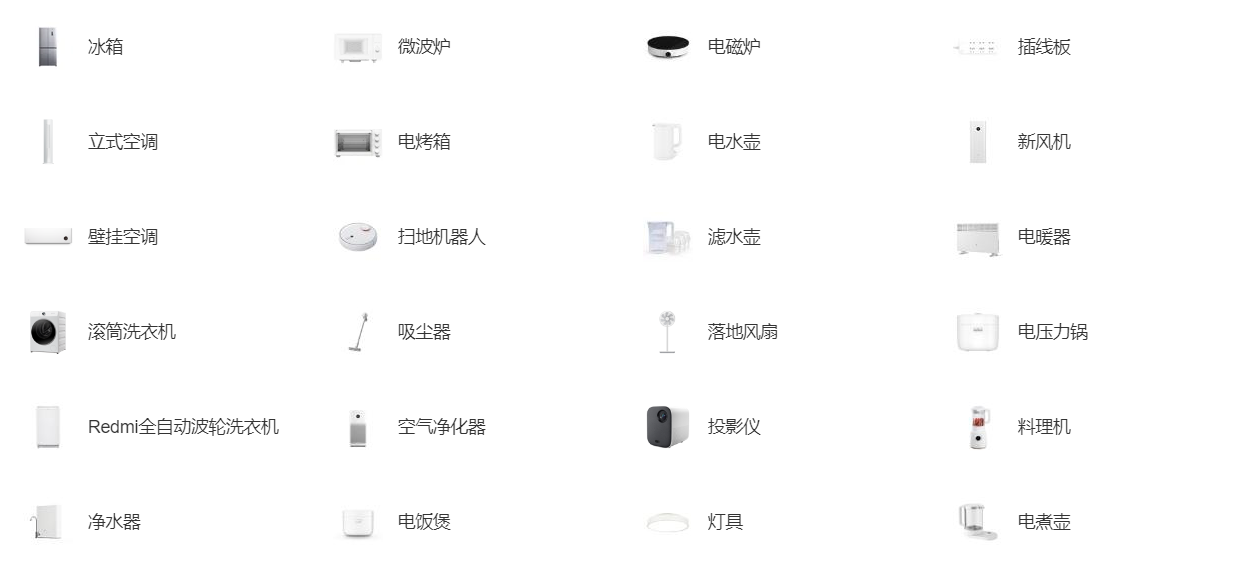 冰箱
微波炉
电磁炉
插线板
立式空调
电烤箱
电水壶
新风机
壁挂空调
扫地机器人
滤水壶
电暖器
滚筒洗衣机
吸尘器
落地风扇
电压力锅
Redmi全自动波轮洗衣机
空气净化器
投影仪
料理机
净水器
电饭煲
灯具
电煮壶